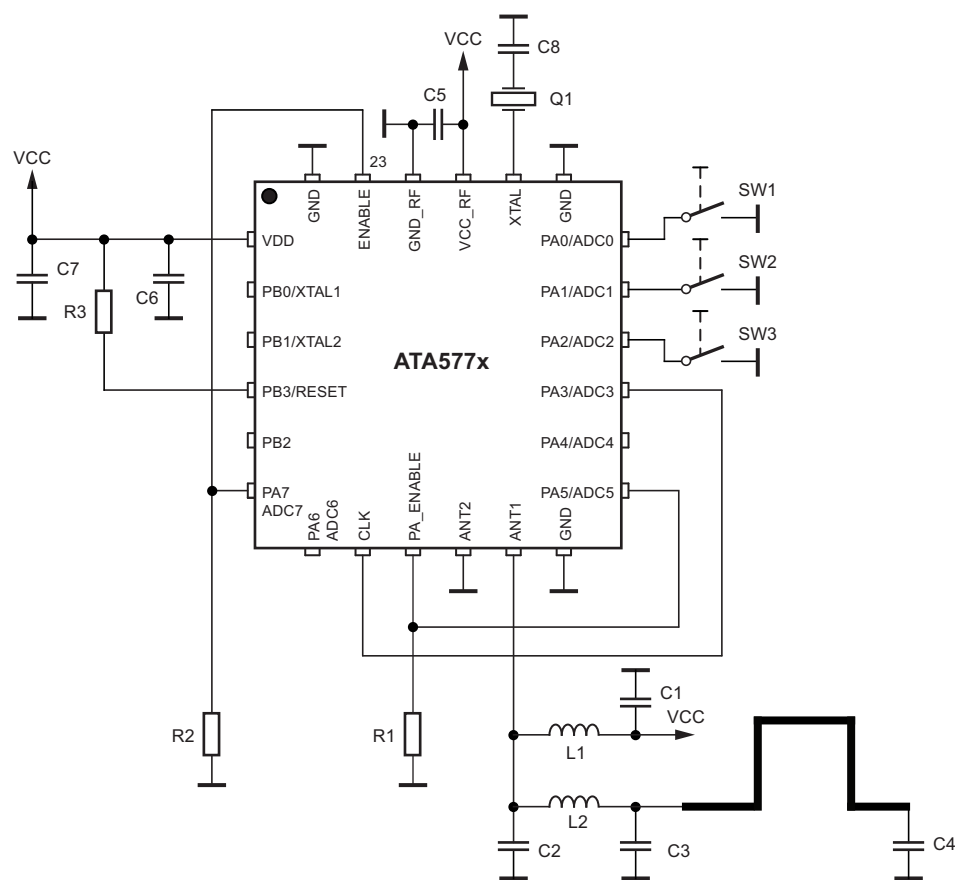 VCC
C8
C5
Q1
23
VCC
GND
ENABLE
GND_RF
VCC_RF
XTAL
GND
SW1
VDD
PA0/ADC0
C7
C6
R3
PB0/XTAL1
PA1/ADC1
SW2
PB1/XTAL2
ATA577x
PA2/ADC2
SW3
PB3/RESET
PA3/ADC3
PB2
PA4/ADC4
PA7
ADC7
PA6
ADC6
CLK
PA_ENABLE
ANT2
ANT1
GND
PA5/ADC5
C1
VCC
R2
R1
L1
L2
C2
C3
C4